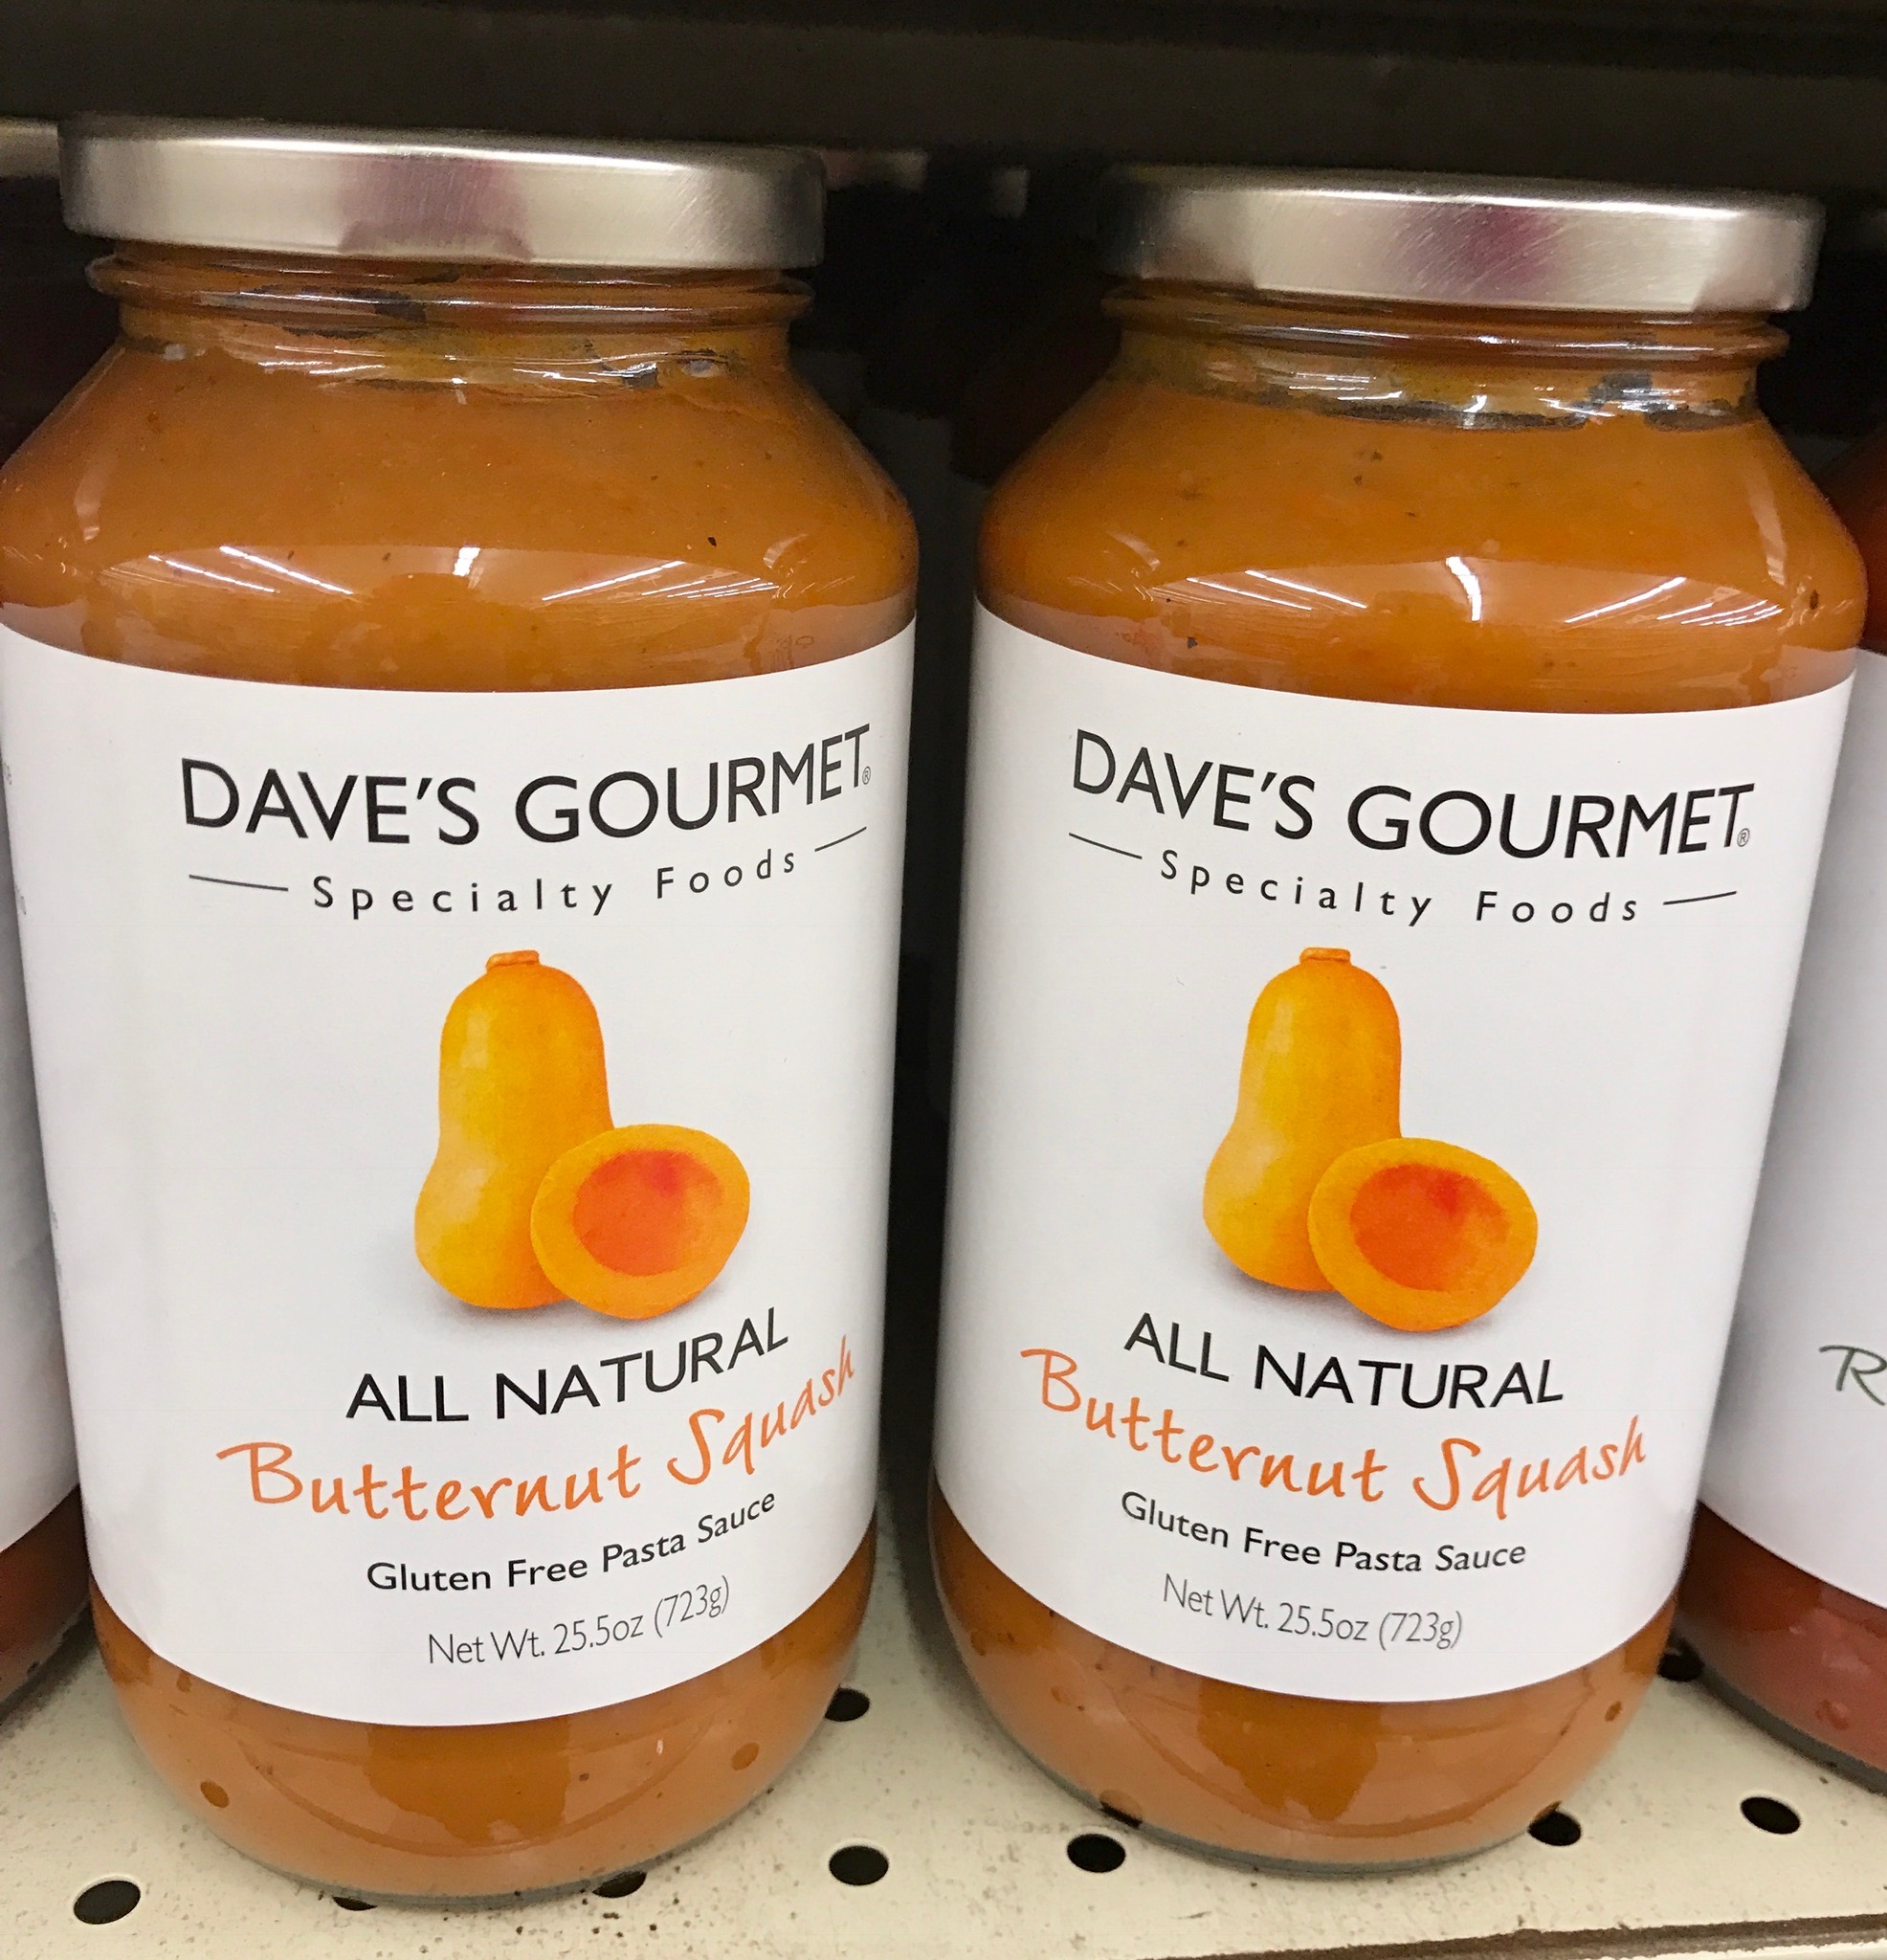 DAVE'S GOURMET®
Specialty Foods
ALL NATURAL
Butternut Squash
Gluten Free Pasta Sauce
Net Wt. 25.5oz (723g)
DAVE'S GOURMET®
Specialty Foods
ALL NATURAL
Butternut Squash
Gluten Free Pasta Sauce
Net Wt. 25.5oz (723g)
R